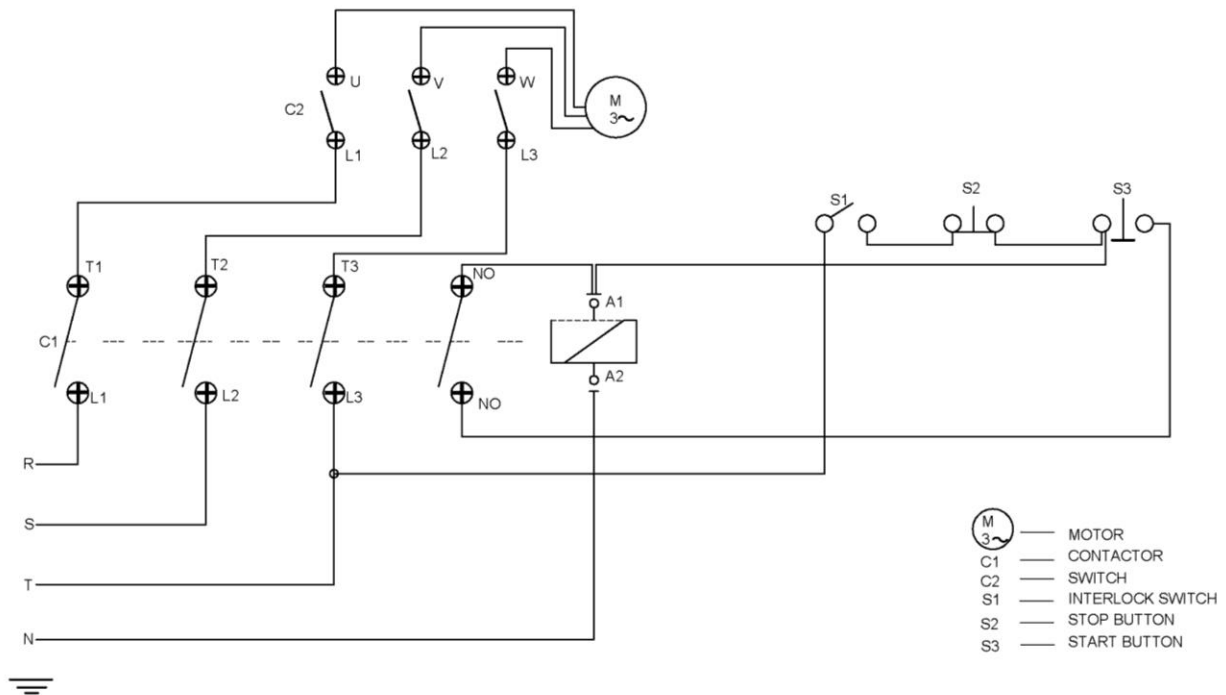 U
V
W
M
3~
C2
L1
L2
L3
S1
S2
S3
T1
T2
T3
NO
A1
C1
A2
L1
L2
L3
NO
R
S
T
N
M
3~
MOTOR
C1 CONTACTOR
C2 SWITCH
S1 INTERLOCK SWITCH
S2 STOP BUTTON
S3 START BUTTON